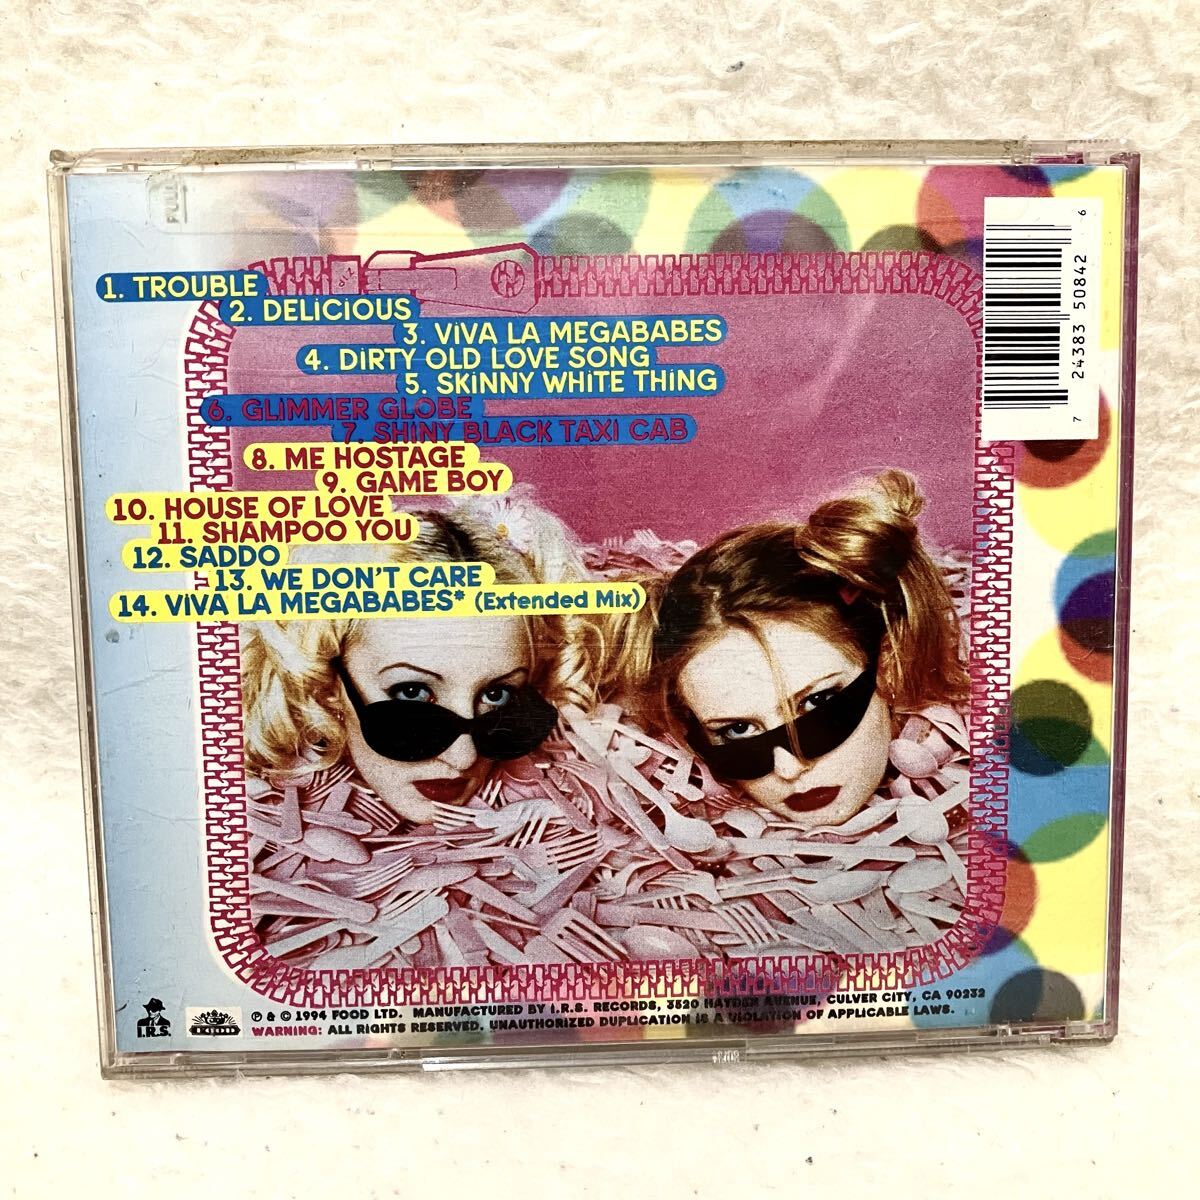 PULL
1. TROUBLE
2. DELiCiOUS
3. ViVA LA MEGABABES
4. DiRTY OLD LOVE SONG
5. SKiNNY WHiTE THiNG
6. GLiMMER GLOBE
7. SHiNY BLACK TAXi CAB
8. ME HOSTAGE
9. GAME BOY
10. HOUSE OF LOVE
11. SHAMPOO YOU
12. SADDO
13. WE DON'T CARE
14. ViVA LA MEGABABES* (Extended Mix)
7 24383 50842 6
I.R.S.
FOOD
℗ & © 1994 FOOD LTD. MANUFACTURED BY I.R.S. RECORDS, 3520 HAYDEN AVENUE, CULVER CITY, CA 90232
WARNING: ALL RIGHTS RESERVED. UNAUTHORIZED DUPLICATION IS A VIOLATION OF APPLICABLE LAWS.